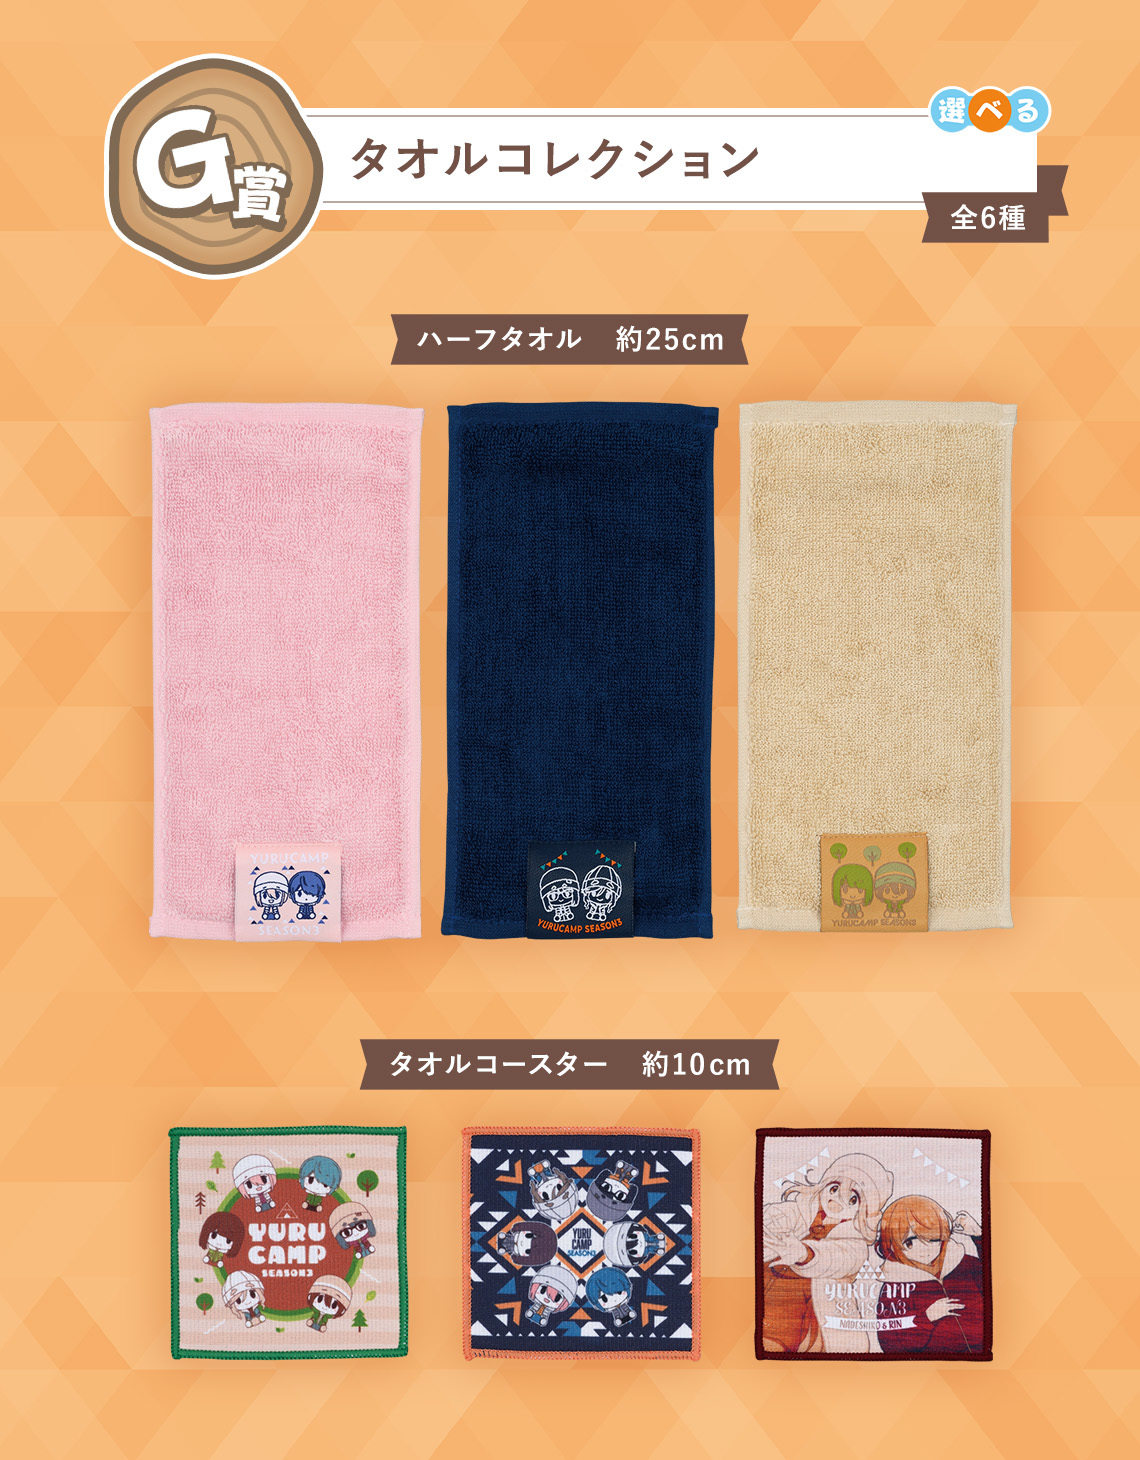 G賞
タオルコレクション
選べる
全6種
ハーフタオル 約25cm
YURUCAMP
SEASON3
YURUCAMP SEASON3
YURUCAMP SEASON3
タオルコースター 約10cm
YURU
CAMP
SEASON3
YURU
CAMP
SEASON3
YURUCAMP
SEASON3
NADESHIKO & RIN